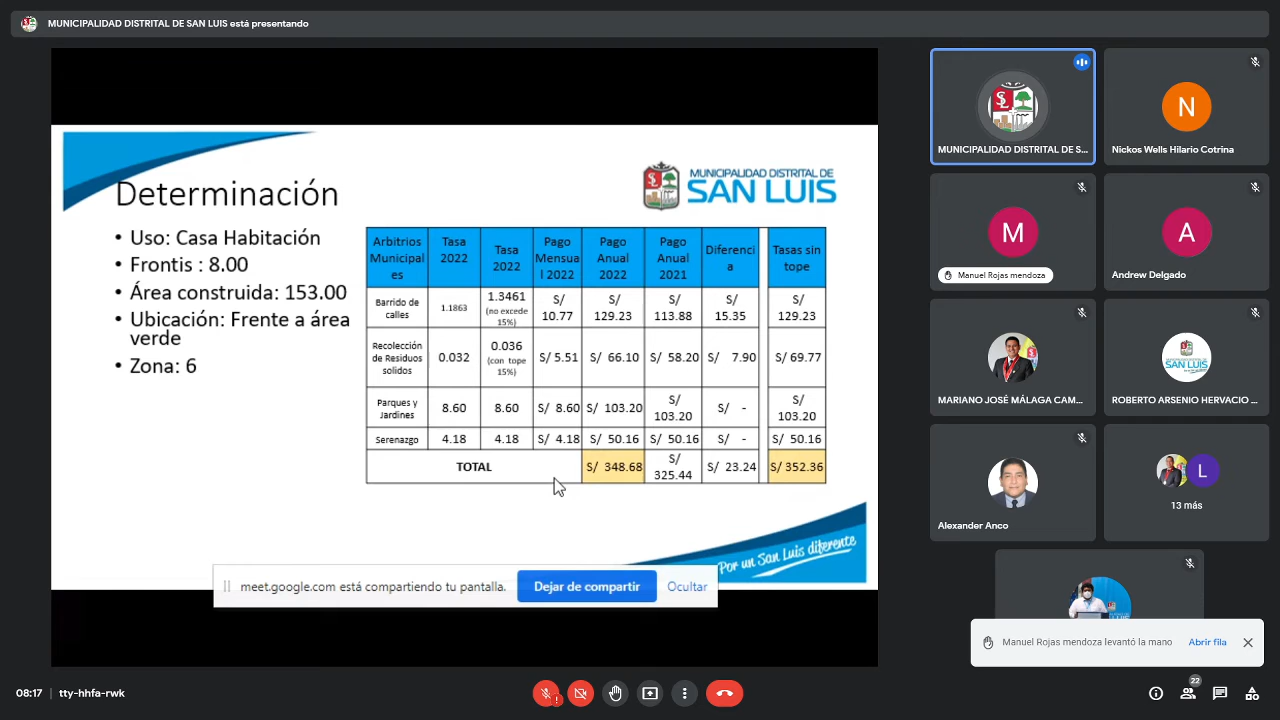 MUNICIPALIDAD DISTRITAL DE SAN LUIS está presentando
Determinación
MUNICIPALIDAD DISTRITAL DE
SAN LUIS
• Uso: Casa Habitación
• Frontis : 8.00
• Área construida: 153.00
• Ubicación: Frente a área
verde
• Zona: 6
Arbitrios Municipales | Tasa 2022 | Tasa 2022 | Pago Mensual 2022 | Pago Anual 2022 | Pago Anual 2021 | Diferencia | Tasas sin tope
Barrido de calles | 1.1863 | 1.3461 (no excede 15%) | S/ 10.77 | S/ 129.23 | S/ 113.88 | S/ 15.35 | S/ 129.23
Recolección de Residuos solidos | 0.032 | 0.036 (con tope 15%) | S/ 5.51 | S/ 66.10 | S/ 58.20 | S/ 7.90 | S/ 69.77
Parques y Jardines | 8.60 | 8.60 | S/ 8.60 | S/ 103.20 | S/ 103.20 | S/ - | S/ 103.20
Serenazgo | 4.18 | 4.18 | S/ 4.18 | S/ 50.16 | S/ 50.16 | S/ - | S/ 50.16
TOTAL | S/ 348.68 | S/ 325.44 | S/ 23.24 | S/ 352.36
Por un San Luis diferente
meet.google.com está compartiendo tu pantalla.
Dejar de compartir
Ocultar
MUNICIPALIDAD DISTRITAL DE S...
N
Nickos Wells Hilario Cotrina
M
Manuel Rojas mendoza
A
Andrew Delgado
MARIANO JOSÉ MÁLAGA CAM...
SAN LUIS
ROBERTO ARSENIO HERVACIO ...
Alexander Anco
L
13 más
Manuel Rojas mendoza levantó la mano
Abrir fila
08:17 | tty-hhfa-rwk
22